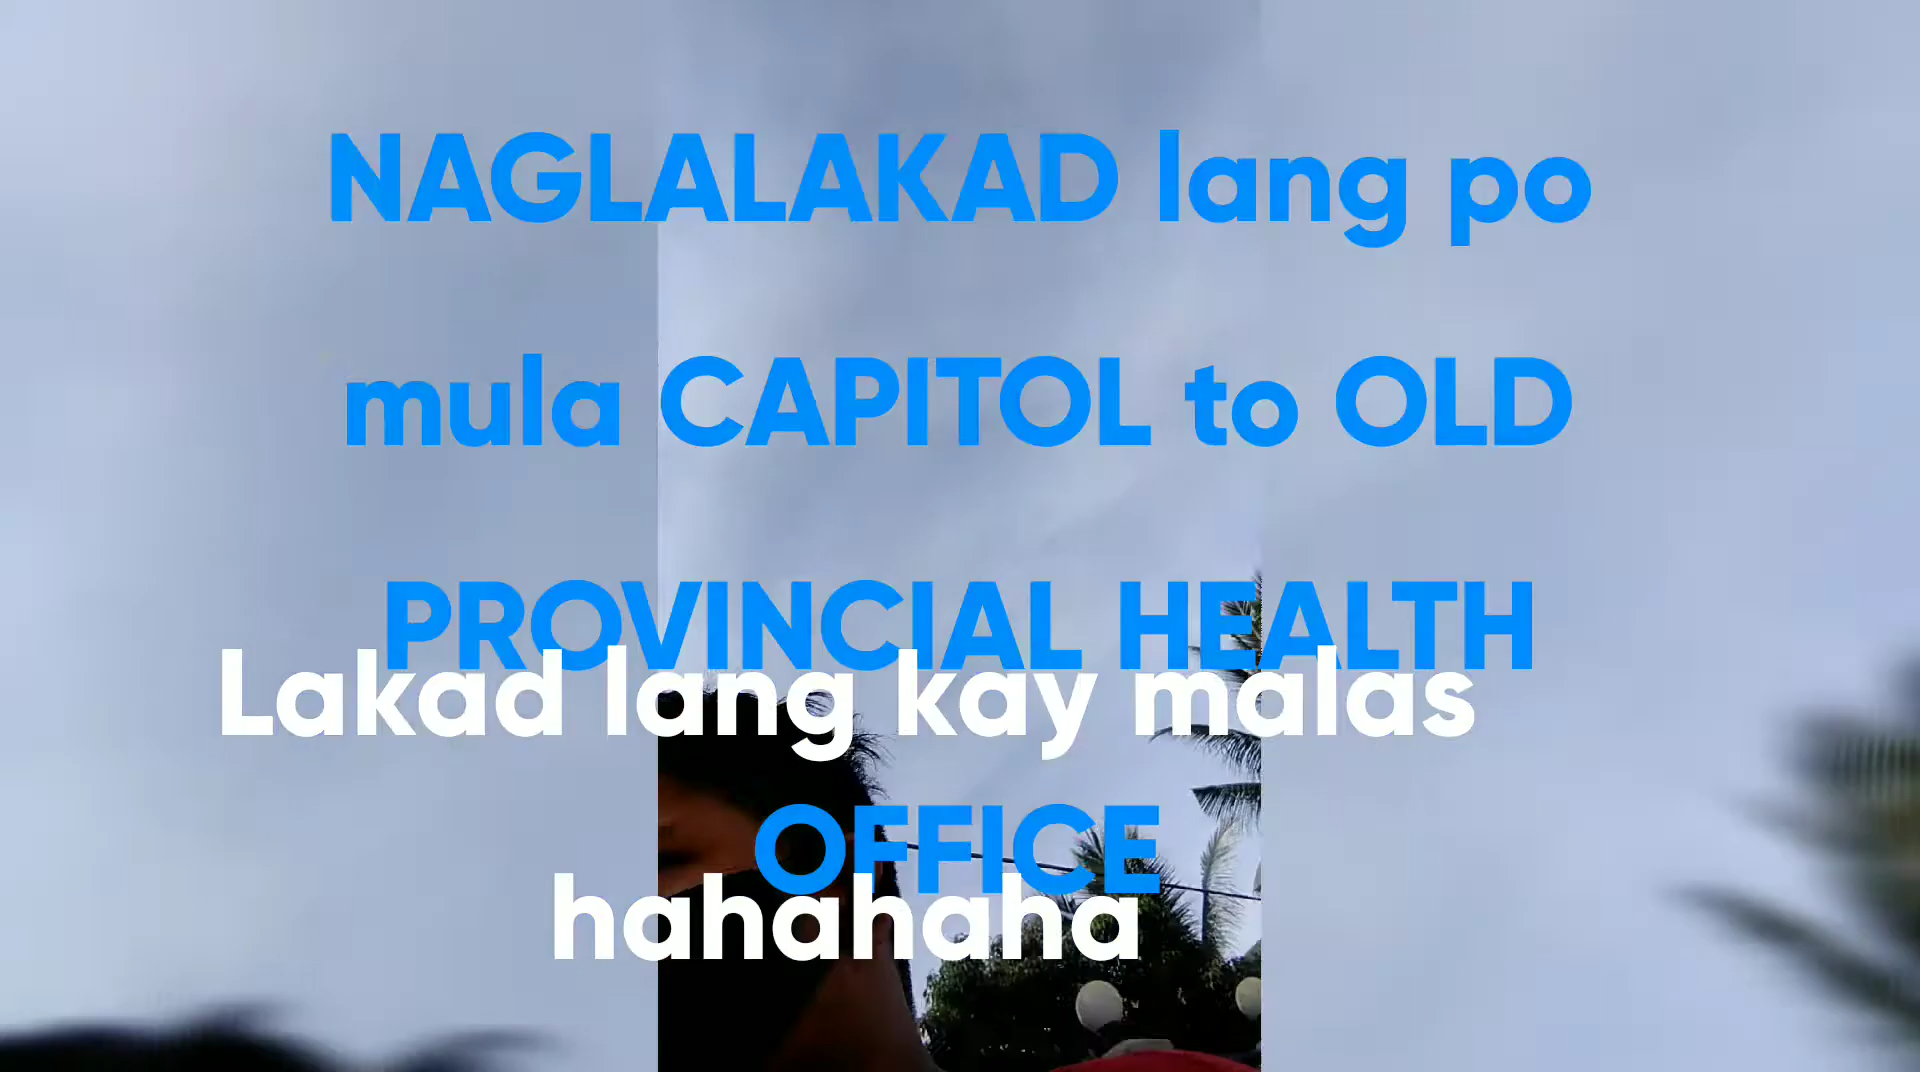 NAGLALAKAD lang po
mula CAPITOL to OLD
PROVINCIAL HEALTH
OFFICE
Lakad lang kay malas
hahahaha